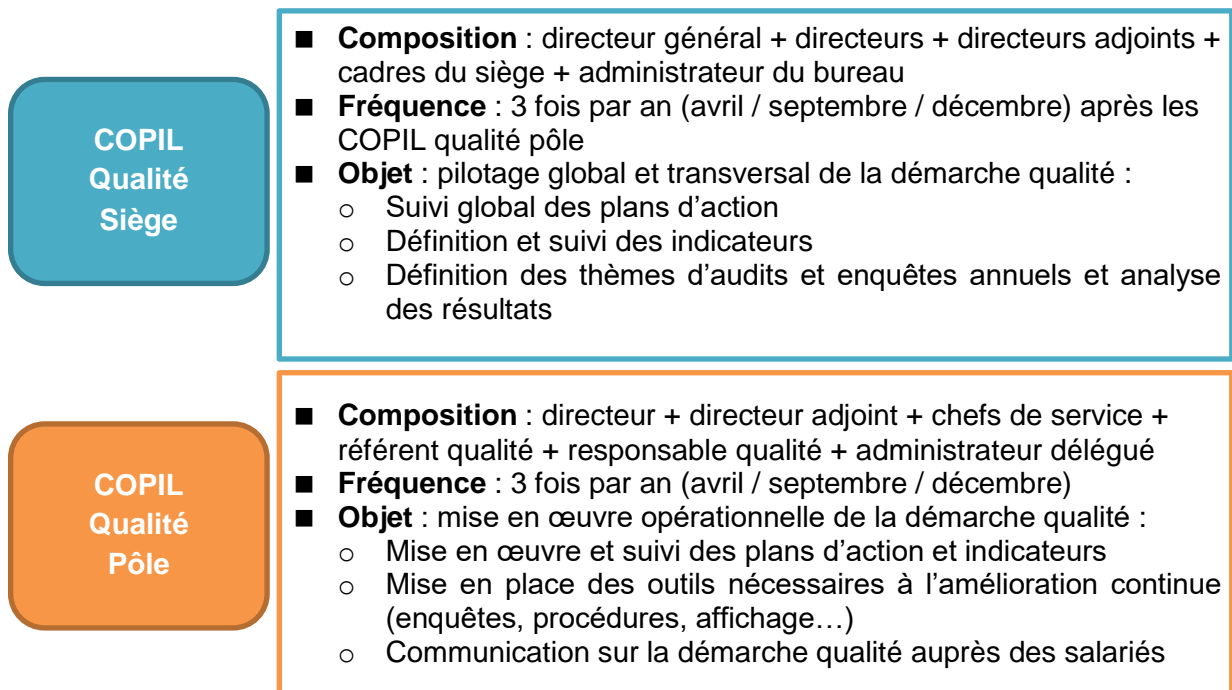 COPIL
Qualité
Siège
■ Composition : directeur général + directeurs + directeurs adjoints +
cadres du siège + administrateur du bureau
■ Fréquence : 3 fois par an (avril / septembre / décembre) après les
COPIL qualité pôle
■ Objet : pilotage global et transversal de la démarche qualité :
o Suivi global des plans d’action
o Définition et suivi des indicateurs
o Définition des thèmes d’audits et enquêtes annuels et analyse
des résultats
COPIL
Qualité
Pôle
■ Composition : directeur + directeur adjoint + chefs de service +
référent qualité + responsable qualité + administrateur délégué
■ Fréquence : 3 fois par an (avril / septembre / décembre)
■ Objet : mise en œuvre opérationnelle de la démarche qualité :
o Mise en œuvre et suivi des plans d’action et indicateurs
o Mise en place des outils nécessaires à l’amélioration continue
(enquêtes, procédures, affichage…)
o Communication sur la démarche qualité auprès des salariés